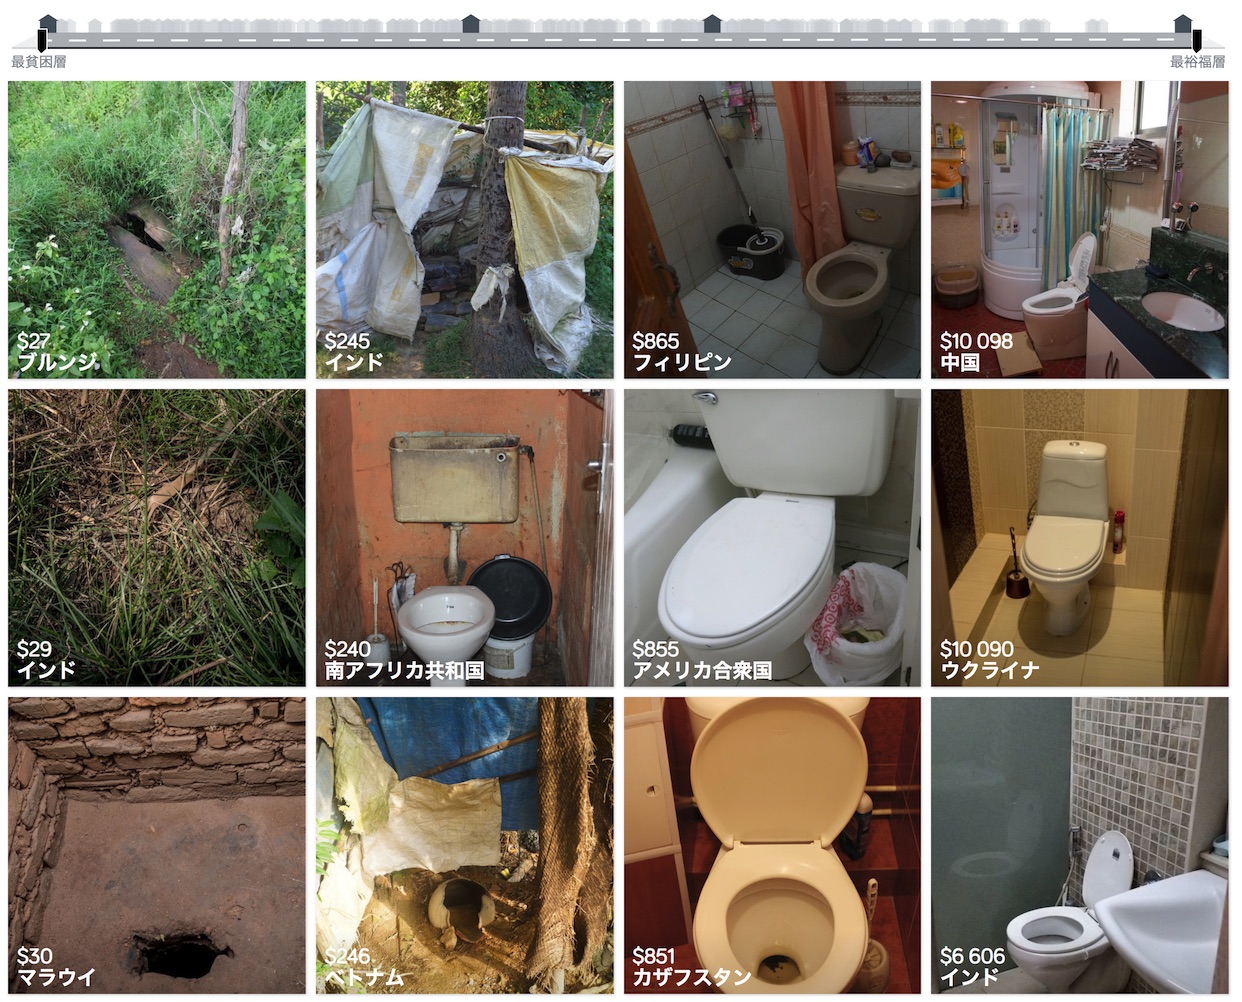 最貧困層
最裕福層
$27
ブルンジ
$245
インド
$865
フィリピン
$10 098
中国
$29
インド
$240
南アフリカ共和国
$855
アメリカ合衆国
$10 090
ウクライナ
$30
マラウイ
$246
ベトナム
$851
カザフスタン
$6 606
インド